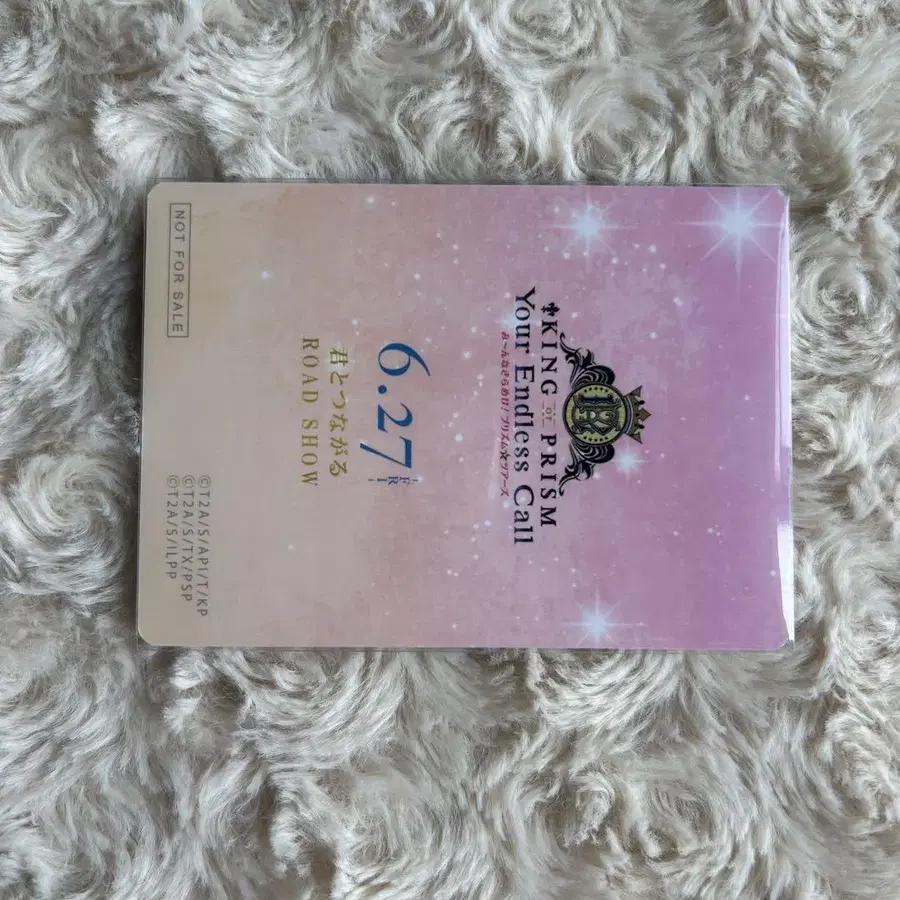 KING OF PRISM
Your Endless Call
み〜んなきらめけ！プリズム☆ツアーズ
6.27
FRI
君とつながる
ROAD SHOW
©T2A/S/API/T/KP
©T2A/S/TX/PSP
©T2A/S/ILPP
NOT FOR SALE